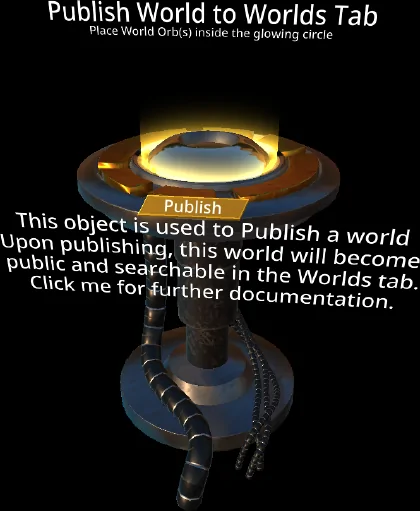 Publish World to Worlds Tab
Place World Orb(s) inside the glowing circle
Publish
This object is used to Publish a world
Upon publishing, this world will become
public and searchable in the Worlds tab.
Click me for further documentation.